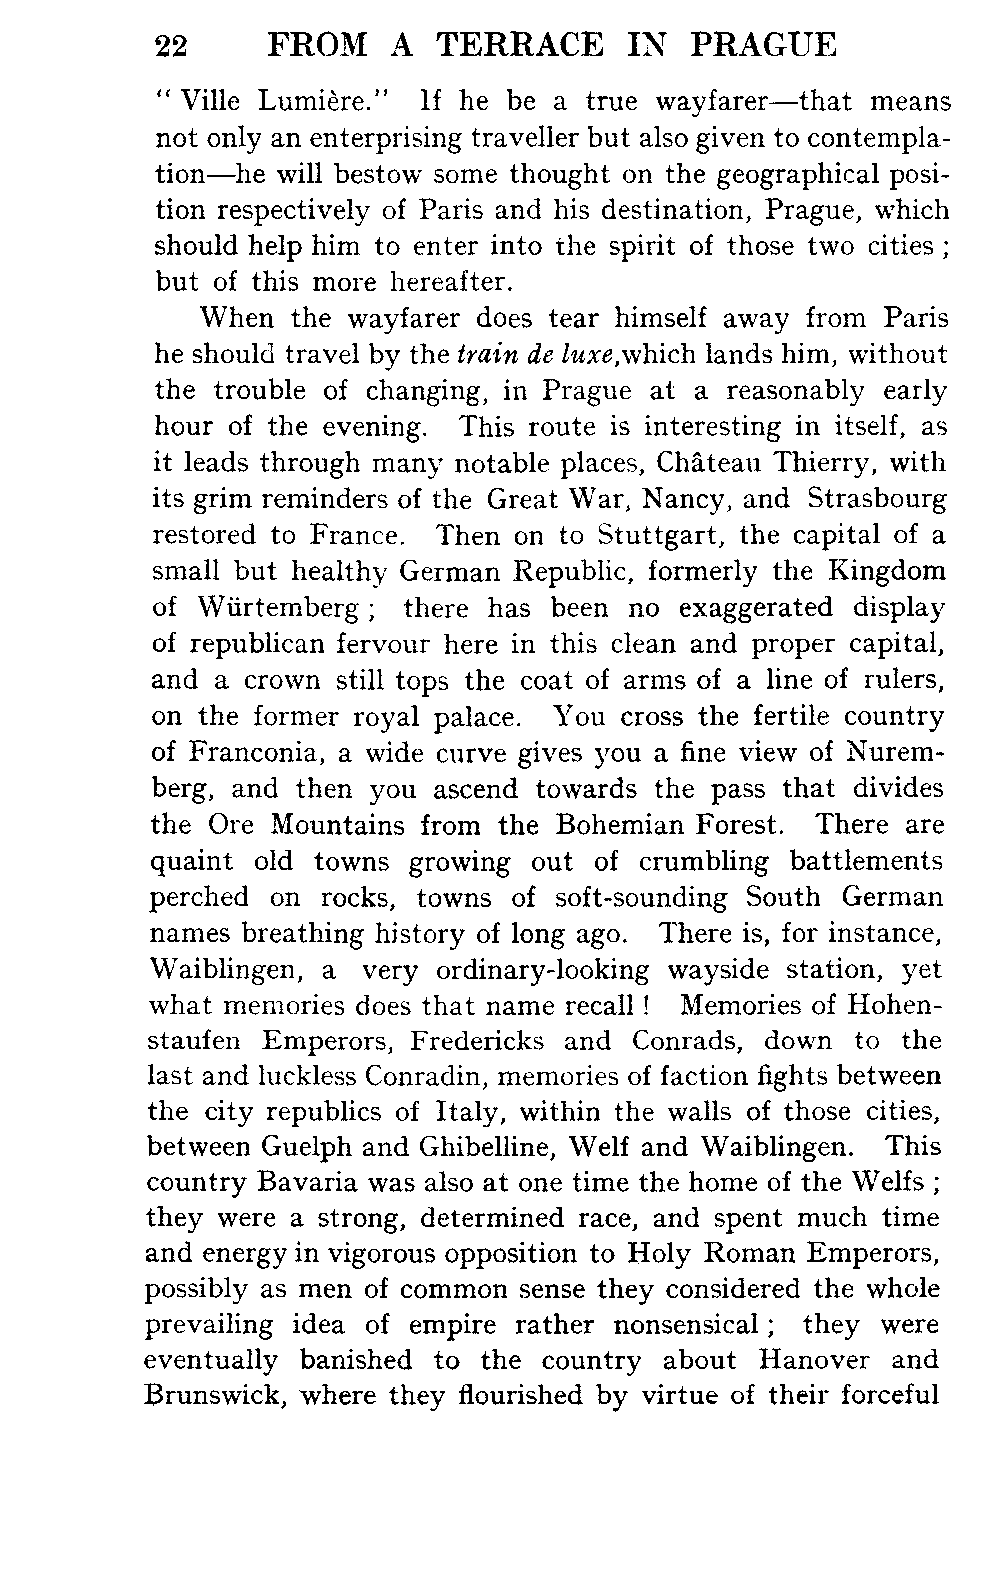 22 FROM A TERRACE IN PRAGUE
" Ville Lumière." If he be a true wayfarer—that means
not only an enterprising traveller but also given to contempla-
tion—he will bestow some thought on the geographical posi-
tion respectively of Paris and his destination, Prague, which
should help him to enter into the spirit of those two cities ;
but of this more hereafter.
When the wayfarer does tear himself away from Paris
he should travel by the train de luxe,which lands him, without
the trouble of changing, in Prague at a reasonably early
hour of the evening. This route is interesting in itself, as
it leads through many notable places, Château Thierry, with
its grim reminders of the Great War, Nancy, and Strasbourg
restored to France. Then on to Stuttgart, the capital of a
small but healthy German Republic, formerly the Kingdom
of Würtemberg ; there has been no exaggerated display
of republican fervour here in this clean and proper capital,
and a crown still tops the coat of arms of a line of rulers,
on the former royal palace. You cross the fertile country
of Franconia, a wide curve gives you a fine view of Nurem-
berg, and then you ascend towards the pass that divides
the Ore Mountains from the Bohemian Forest. There are
quaint old towns growing out of crumbling battlements
perched on rocks, towns of soft-sounding South German
names breathing history of long ago. There is, for instance,
Waiblingen, a very ordinary-looking wayside station, yet
what memories does that name recall ! Memories of Hohen-
staufen Emperors, Fredericks and Conrads, down to the
last and luckless Conradin, memories of faction fights between
the city republics of Italy, within the walls of those cities,
between Guelph and Ghibelline, Welf and Waiblingen. This
country Bavaria was also at one time the home of the Welfs ;
they were a strong, determined race, and spent much time
and energy in vigorous opposition to Holy Roman Emperors,
possibly as men of common sense they considered the whole
prevailing idea of empire rather nonsensical ; they were
eventually banished to the country about Hanover and
Brunswick, where they flourished by virtue of their forceful